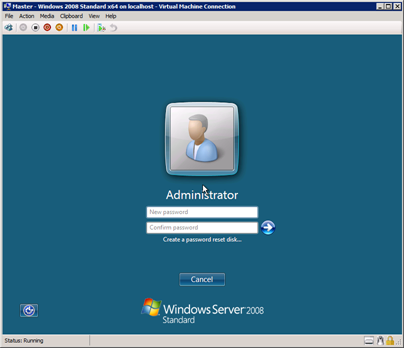 Master - Windows 2008 Standard x64 on localhost - Virtual Machine Connection
File Action Media Clipboard View Help
Administrator
New password
Confirm password
Create a password reset disk...
Cancel
Windows Server 2008
Standard
Status: Running